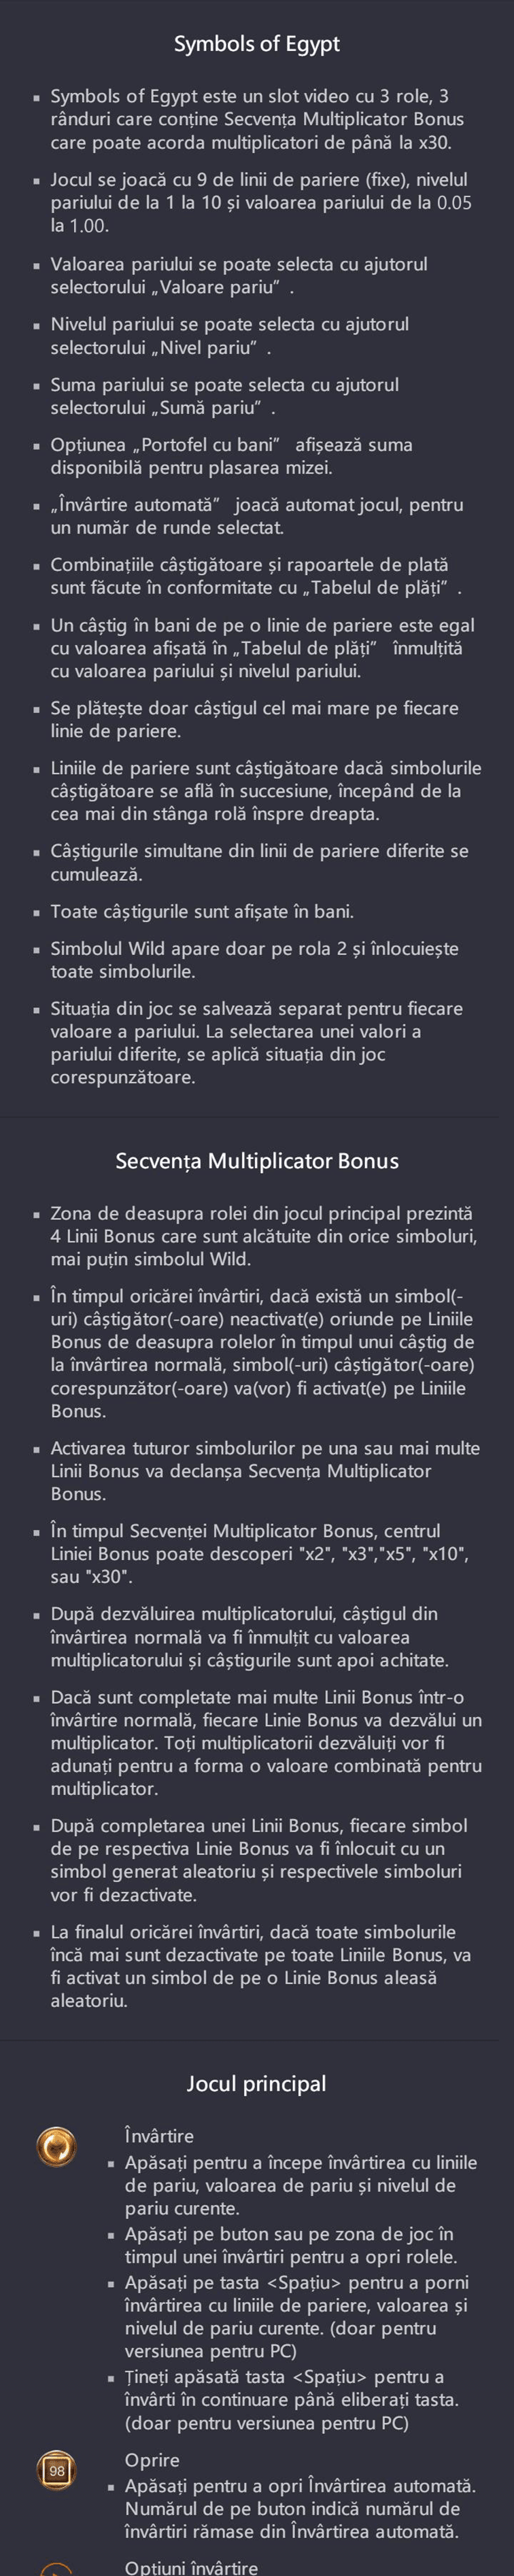 Symbols of Egypt
▪ Symbols of Egypt este un slot video cu 3 role, 3
rânduri care conține Secvența Multiplicator Bonus
care poate acorda multiplicatori de până la x30.
▪ Jocul se joacă cu 9 de linii de pariere (fixe), nivelul
pariului de la 1 la 10 și valoarea pariului de la 0.05
la 1.00.
▪ Valoarea pariului se poate selecta cu ajutorul
selectorului „Valoare pariu” .
▪ Nivelul pariului se poate selecta cu ajutorul
selectorului „Nivel pariu” .
▪ Suma pariului se poate selecta cu ajutorul
selectorului „Sumă pariu” .
▪ Opțiunea „Portofel cu bani” afișează suma
disponibilă pentru plasarea mizei.
▪ „Învârtire automată” joacă automat jocul, pentru
un număr de runde selectat.
▪ Combinațiile câștigătoare și rapoartele de plată
sunt făcute în conformitate cu „Tabelul de plăți” .
▪ Un câștig în bani de pe o linie de pariere este egal
cu valoarea afișată în „Tabelul de plăți” înmulțită
cu valoarea pariului și nivelul pariului.
▪ Se plătește doar câștigul cel mai mare pe fiecare
linie de pariere.
▪ Liniile de pariere sunt câștigătoare dacă simbolurile
câștigătoare se află în succesiune, începând de la
cea mai din stânga rolă înspre dreapta.
▪ Câștigurile simultane din linii de pariere diferite se
cumulează.
▪ Toate câștigurile sunt afișate în bani.
▪ Simbolul Wild apare doar pe rola 2 și înlocuiește
toate simbolurile.
▪ Situația din joc se salvează separat pentru fiecare
valoare a pariului. La selectarea unei valori a
pariului diferite, se aplică situația din joc
corespunzătoare.
Secvența Multiplicator Bonus
▪ Zona de deasupra rolei din jocul principal prezintă
4 Linii Bonus care sunt alcătuite din orice simboluri,
mai puțin simbolul Wild.
▪ În timpul oricărei învârtiri, dacă există un simbol(-
uri) câștigător(-oare) neactivat(e) oriunde pe Liniile
Bonus de deasupra rolelor în timpul unui câștig de
la învârtirea normală, simbol(-uri) câștigător(-oare)
corespunzător(-oare) va(vor) fi activat(e) pe Liniile
Bonus.
▪ Activarea tuturor simbolurilor pe una sau mai multe
Linii Bonus va declanșa Secvența Multiplicator
Bonus.
▪ În timpul Secvenței Multiplicator Bonus, centrul
Liniei Bonus poate descoperi "x2", "x3","x5", "x10",
sau "x30".
▪ După dezvăluirea multiplicatorului, câștigul din
învârtirea normală va fi înmulțit cu valoarea
multiplicatorului și câștigurile sunt apoi achitate.
▪ Dacă sunt completate mai multe Linii Bonus într-o
învârtire normală, fiecare Linie Bonus va dezvălui un
multiplicator. Toți multiplicatorii dezvăluiți vor fi
adunați pentru a forma o valoare combinată pentru
multiplicator.
▪ După completarea unei Linii Bonus, fiecare simbol
de pe respectiva Linie Bonus va fi înlocuit cu un
simbol generat aleatoriu și respectivele simboluri
vor fi dezactivate.
▪ La finalul oricărei învârtiri, dacă toate simbolurile
încă mai sunt dezactivate pe toate Liniile Bonus, va
fi activat un simbol de pe o Linie Bonus aleasă
aleatoriu.
Jocul principal
Învârtire
▪ Apăsați pentru a începe învârtirea cu liniile
de pariu, valoarea de pariu și nivelul de
pariu curente.
▪ Apăsați pe buton sau pe zona de joc în
timpul unei învârtiri pentru a opri rolele.
▪ Apăsați pe tasta <Spațiu> pentru a porni
învârtirea cu liniile de pariere, valoarea și
nivelul de pariu curente. (doar pentru
versiunea pentru PC)
▪ Țineți apăsată tasta <Spațiu> pentru a
învârti în continuare până eliberați tasta.
(doar pentru versiunea pentru PC)
Oprire
98
▪ Apăsați pentru a opri Învârtirea automată.
Numărul de pe buton indică numărul de
învârtiri rămase din Învârtirea automată.
Opțiuni învârtire